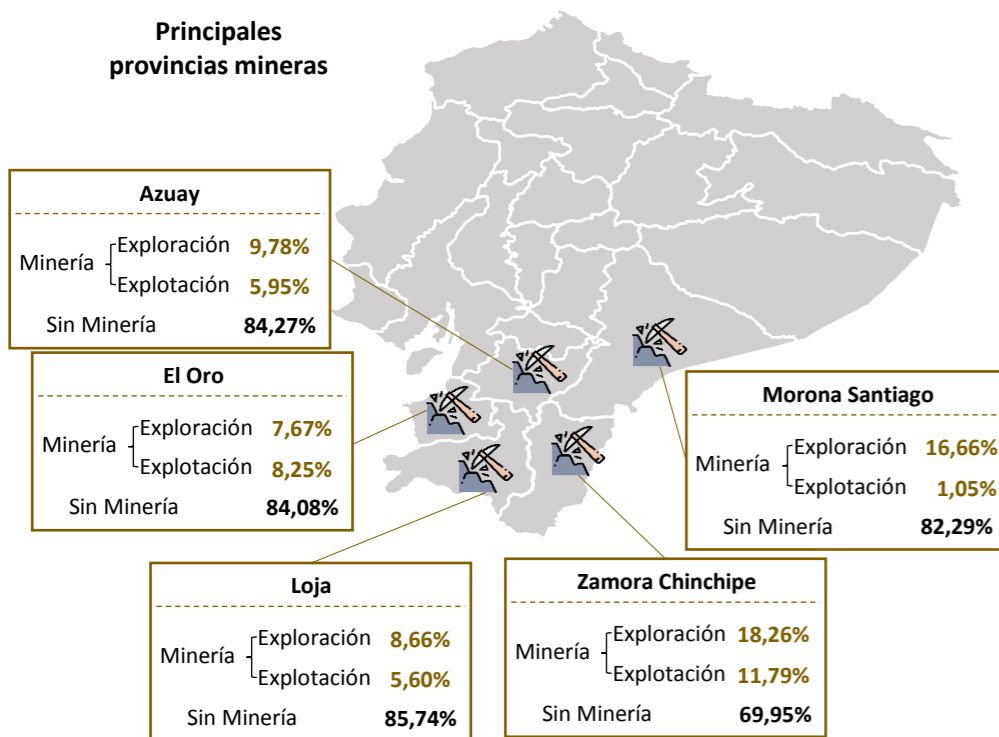 Principales
provincias mineras
Azuay
Minería
Exploración 9,78%
Explotación 5,95%
Sin Minería 84,27%
El Oro
Minería
Exploración 7,67%
Explotación 8,25%
Sin Minería 84,08%
Morona Santiago
Minería
Exploración 16,66%
Explotación 1,05%
Sin Minería 82,29%
Loja
Minería
Exploración 8,66%
Explotación 5,60%
Sin Minería 85,74%
Zamora Chinchipe
Minería
Exploración 18,26%
Explotación 11,79%
Sin Minería 69,95%